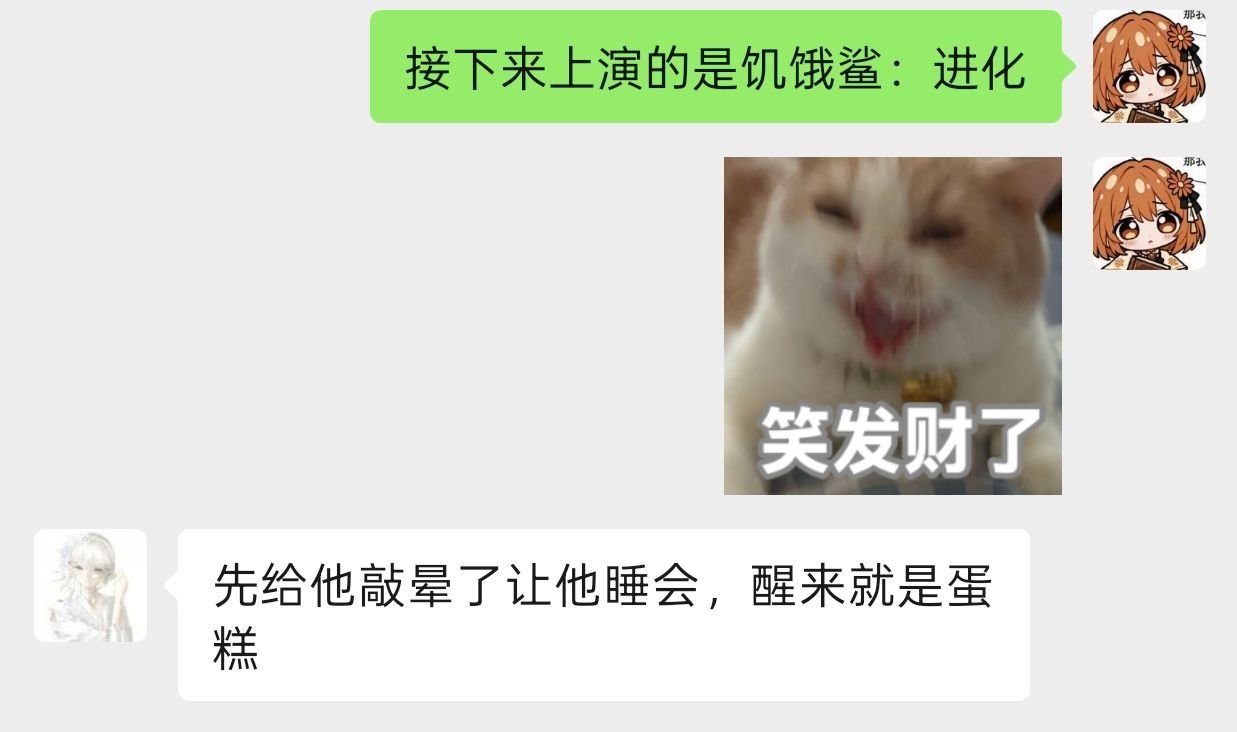 接下来上演的是饥饿鲨：进化
笑发财了
先给他敲晕了让他睡会，醒来就是蛋
糕